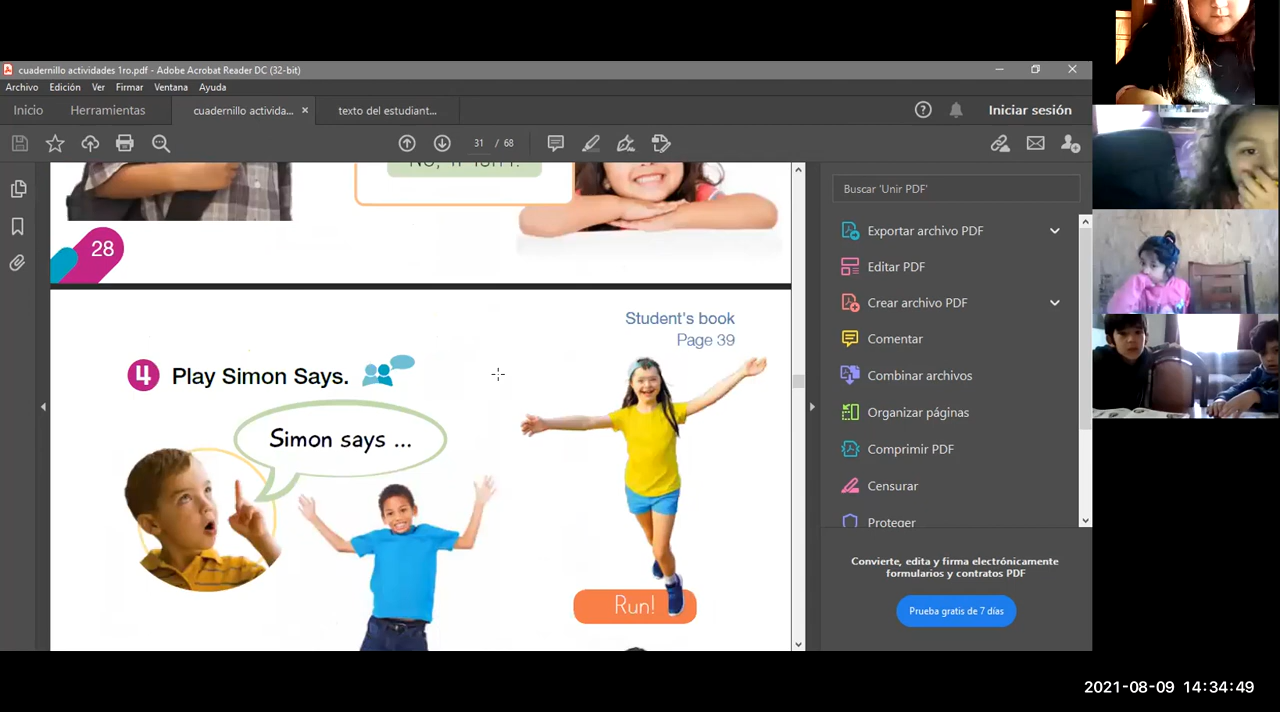 cuadernillo actividades 1ro.pdf - Adobe Acrobat Reader DC (32-bit)
Archivo Edición Ver Firmar Ventana Ayuda
Inicio Herramientas cuadernillo activida... × texto del estudiant... Iniciar sesión
31 / 68
Buscar 'Unir PDF'
Exportar archivo PDF
Editar PDF
Crear archivo PDF
Comentar
Combinar archivos
Organizar páginas
Comprimir PDF
Censurar
Proteger
Convierte, edita y firma electrónicamente
formularios y contratos PDF
Prueba gratis de 7 días
No, it isn't!
28
Student's book
Page 39
4 Play Simon Says.
Simon says ...
Run!
2021-08-09 14:34:49